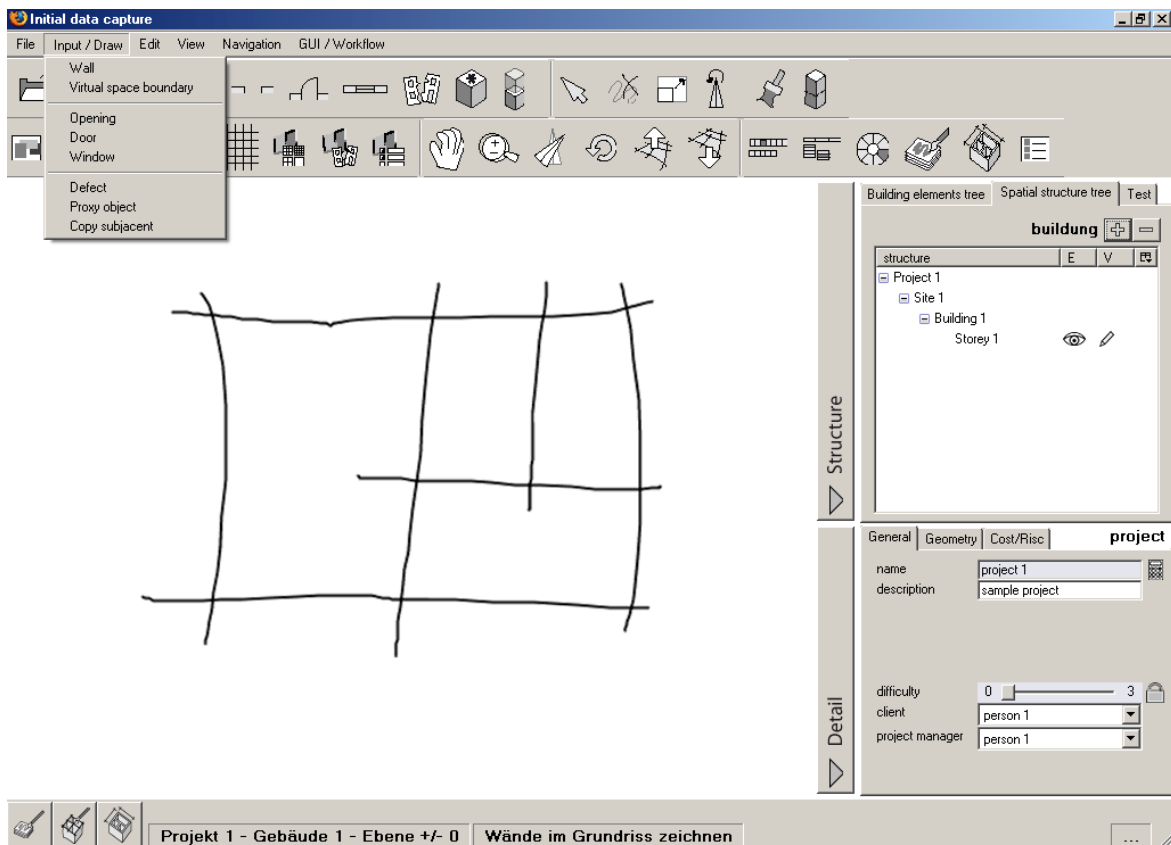 Initial data capture
File Input / Draw Edit View Navigation GUI / Workflow
Wall
Virtual space boundary
Opening
Door
Window
Defect
Proxy object
Copy subjacent
Structure
Building elements tree Spatial structure tree Test
buildung
structure E V
Project 1
Site 1
Building 1
Storey 1
Detail
General Geometry Cost/Risc project
name project 1
description sample project
difficulty 0 3
client person 1
project manager person 1
Projekt 1 - Gebäude 1 - Ebene +/- 0 Wände im Grundriss zeichnen ...